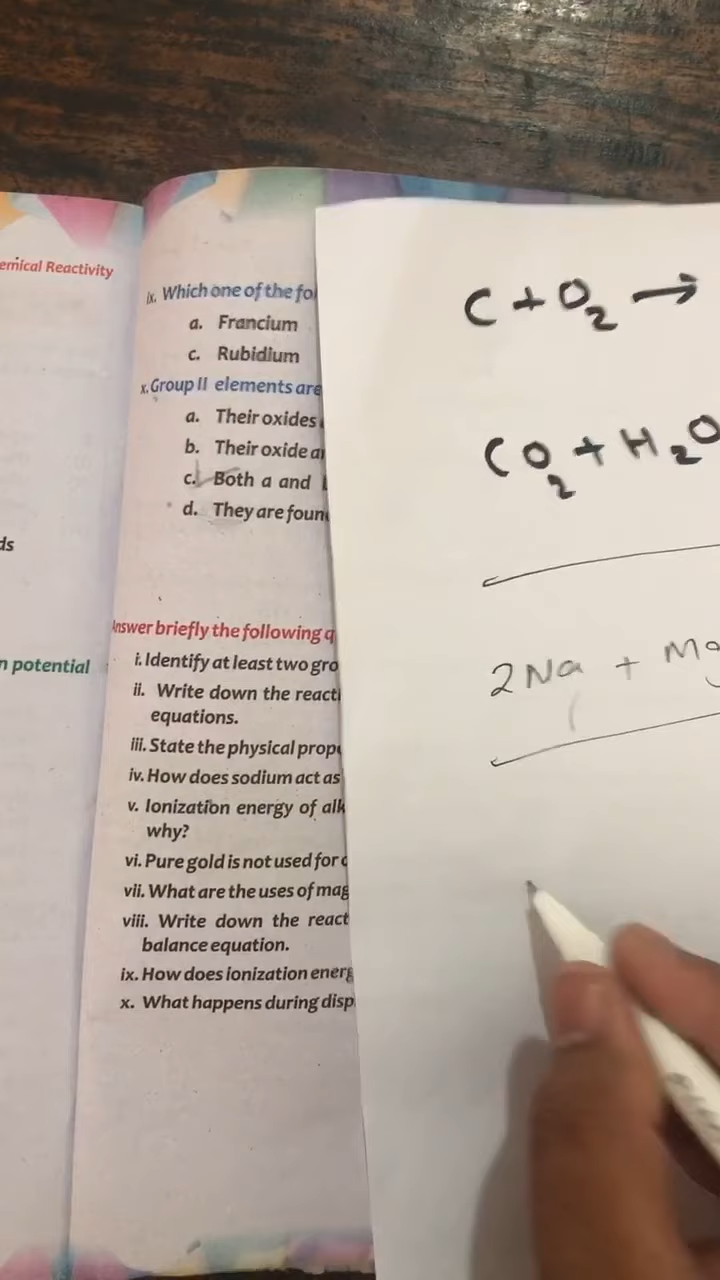 emical Reactivity
ds
n potential
ix. Which one of the fo
a. Francium
c. Rubidium
x. Group II elements are
a. Their oxides
b. Their oxide a
c. Both a and
d. They are foun
Answer briefly the following q
i. Identify at least two gro
ii. Write down the reacti
equations.
iii. State the physical prop
iv. How does sodium act as
v. Ionization energy of alk
why?
vi. Pure gold is not used for
vii. What are the uses of mag
viii. Write down the react
balance equation.
ix. How does ionization energ
x. What happens during disp
C + O₂ →
CO₂ + H₂O
2Na + Mg